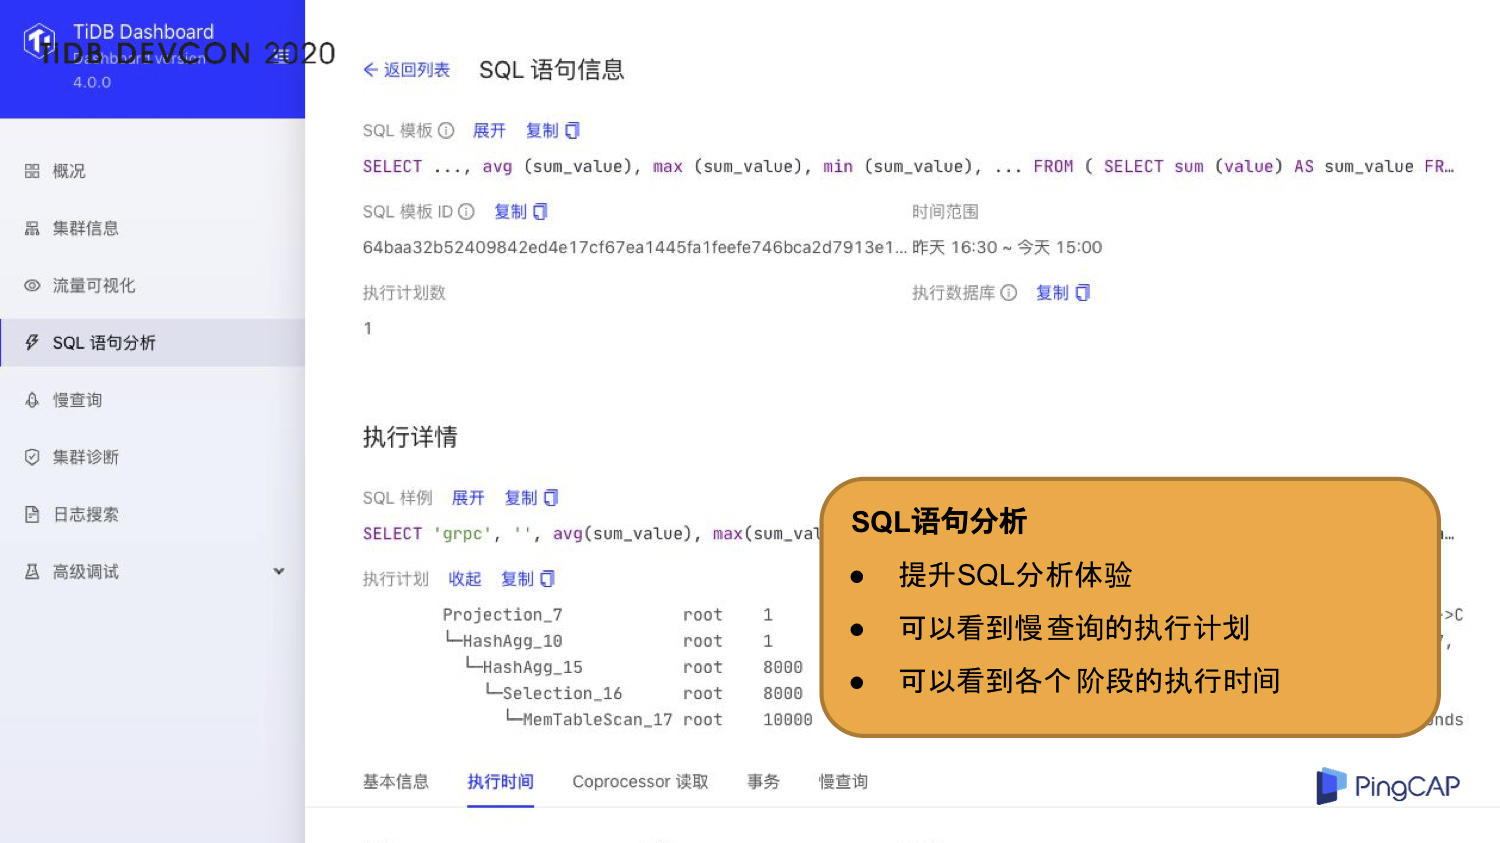 TiDB Dashboard
Dashboard version
4.0.0
TiDB DEVCON 2020
概况
集群信息
流量可视化
SQL 语句分析
慢查询
集群诊断
日志搜索
高级调试
返回列表 SQL 语句信息
SQL 模板 展开 复制
SELECT ..., avg (sum_value), max (sum_value), min (sum_value), ... FROM ( SELECT sum (value) AS sum_value FR…
SQL 模板 ID 复制 时间范围
64baa32b52409842ed4e17cf67ea1445fa1feefe746bca2d7913e1... 昨天 16:30 ~ 今天 15:00
执行计划数 执行数据库 复制
1
执行详情
SQL 样例 展开 复制
SELECT 'grpc', '', avg(sum_value), max(sum_val
执行计划 收起 复制
Projection_7 root 1 >C
└─HashAgg_10 root 1
└─HashAgg_15 root 8000
└─Selection_16 root 8000
└─MemTableScan_17 root 10000 onds
SQL语句分析
● 提升SQL分析体验
● 可以看到慢查询的执行计划
● 可以看到各个阶段的执行时间
基本信息 执行时间 Coprocessor 读取 事务 慢查询
PingCAP